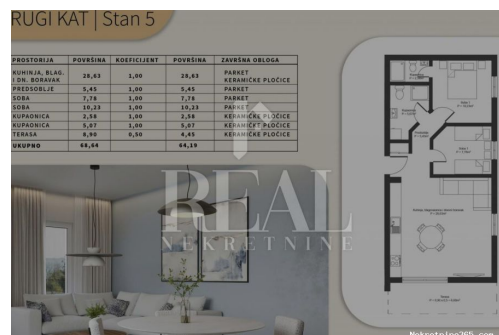 RUGI KAT | Stan 5
PROSTORIJA POVRŠINA KOEFICIJENT POVRŠINA ZAVRŠNA OBLOGA
KUHINJA, BLAG. I DN. BORAVAK 28,63 1,00 28,63 PARKET KERAMIČKE PLOČICE
PREDSOBLJE 5,45 1,00 5,45 PARKET
SOBA 7,76 1,00 7,76 PARKET
SOBA 10,23 1,00 10,23 PARKET
KUPAONICA 2,58 1,00 2,58 KERAMIČKE PLOČICE
KUPAONICA 5,07 1,00 5,07 KERAMIČKE PLOČICE
TERASA 8,90 0,50 4,45 KERAMIČKE PLOČICE
UKUPNO 68,64 64,19
REAL
NEKRETNINE
Nekretnine365.com